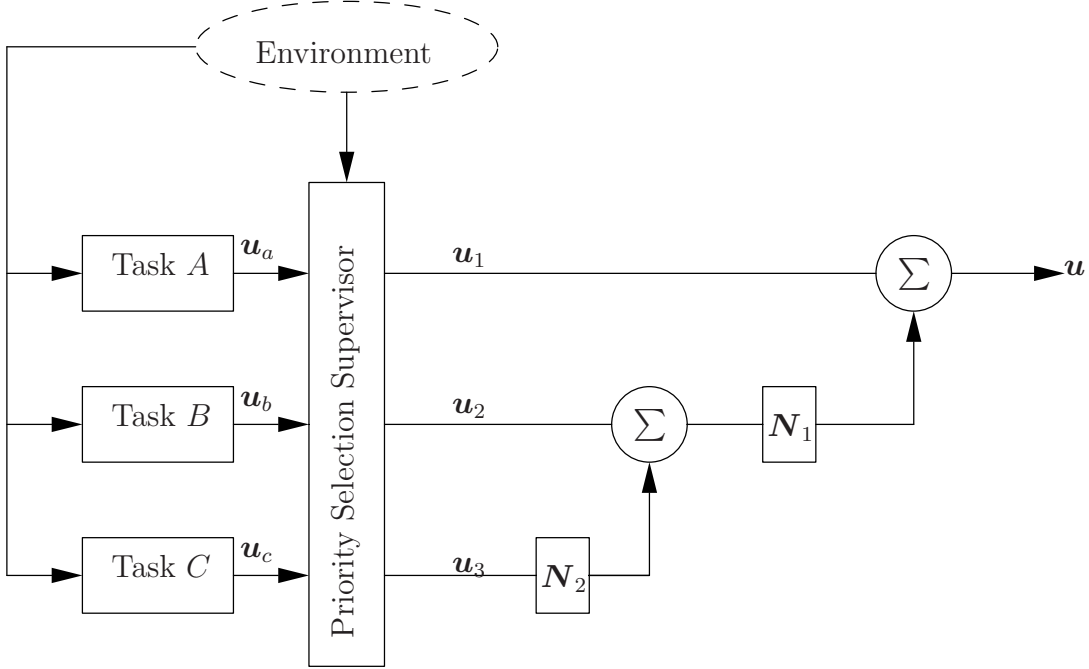 Environment
Task A
u_a
Task B
u_b
Task C
u_c
Priority Selection Supervisor
u_1
u_2
u_3
N_2
∑
N_1
∑
u